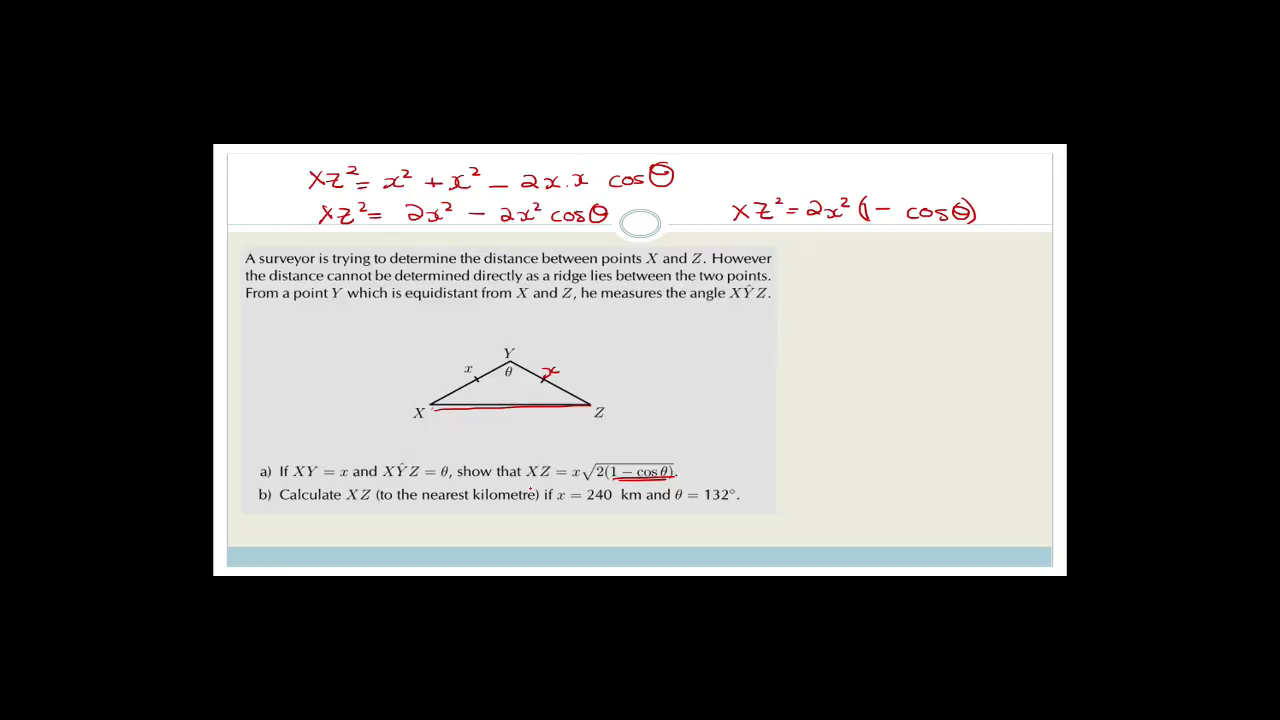 XZ² = x² + x² - 2x.x cosθ
XZ² = 2x² - 2x² cosθ
XZ² = 2x² (1 - cosθ)
A surveyor is trying to determine the distance between points X and Z. However
the distance cannot be determined directly as a ridge lies between the two points.
From a point Y which is equidistant from X and Z, he measures the angle XŶZ.
Y
x
θ
x
X
Z
a) If XY = x and XŶZ = θ, show that XZ = x√2(1 − cos θ).
b) Calculate XZ (to the nearest kilometre) if x = 240 km and θ = 132°.